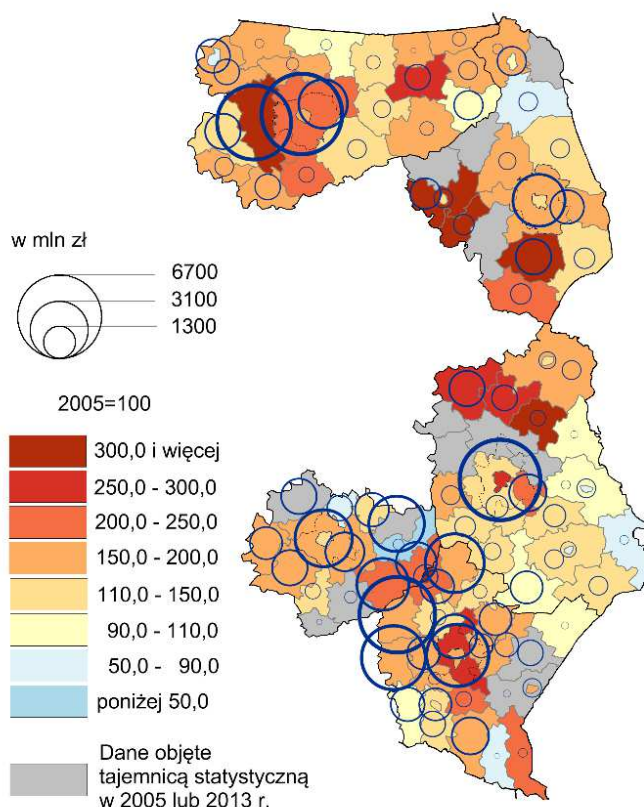 w mln zł
6700
3100
1300
2005=100
300,0 i więcej
250,0 - 300,0
200,0 - 250,0
150,0 - 200,0
110,0 - 150,0
90,0 - 110,0
50,0 - 90,0
poniżej 50,0
Dane objęte
tajemnicą statystyczną
w 2005 lub 2013 r.